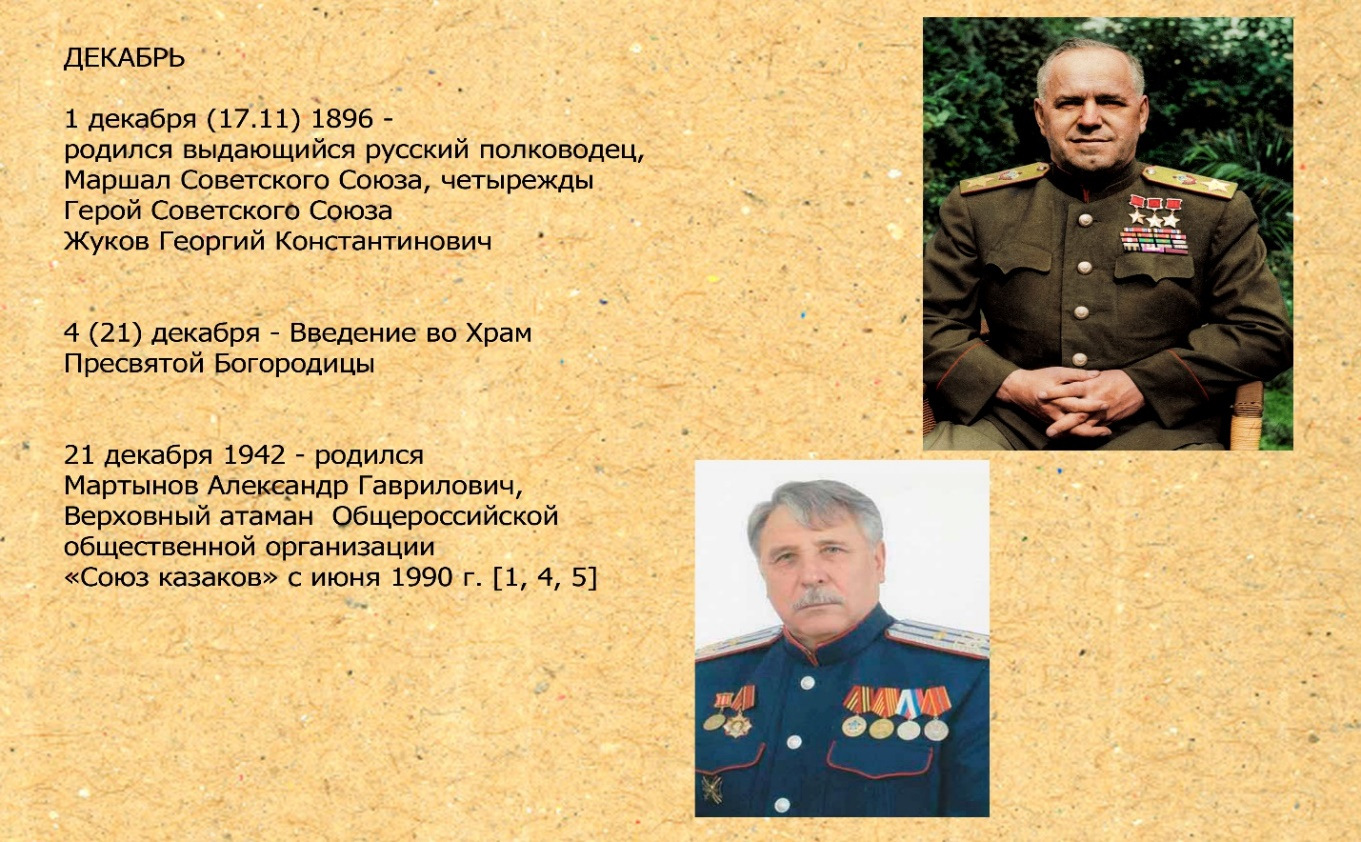 ДЕКАБРЬ
1 декабря (17.11) 1896 -
родился выдающийся русский полководец,
Маршал Советского Союза, четырежды
Герой Советского Союза
Жуков Георгий Константинович
4 (21) декабря - Введение во Храм
Пресвятой Богородицы
21 декабря 1942 - родился
Мартынов Александр Гаврилович,
Верховный атаман  Общероссийской
общественной организации
«Союз казаков» с июня 1990 г. [1, 4, 5]